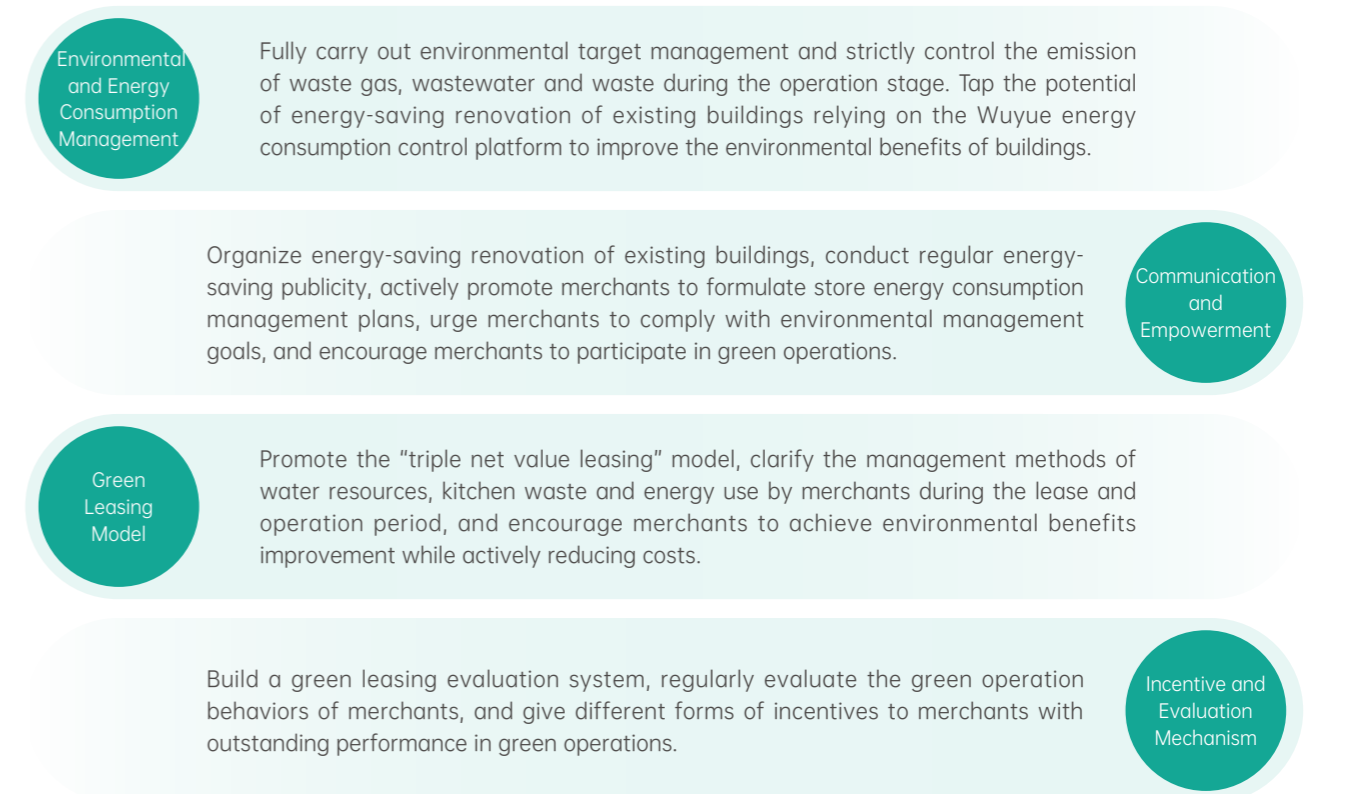 Environmental
and Energy
Consumption
Management
Fully carry out environmental target management and strictly control the emission
of waste gas, wastewater and waste during the operation stage. Tap the potential
of energy-saving renovation of existing buildings relying on the Wuyue energy
consumption control platform to improve the environmental benefits of buildings.
Organize energy-saving renovation of existing buildings, conduct regular energy-
saving publicity, actively promote merchants to formulate store energy consumption
management plans, urge merchants to comply with environmental management
goals, and encourage merchants to participate in green operations.
Communication
and
Empowerment
Green
Leasing
Model
Promote the “triple net value leasing” model, clarify the management methods of
water resources, kitchen waste and energy use by merchants during the lease and
operation period, and encourage merchants to achieve environmental benefits
improvement while actively reducing costs.
Build a green leasing evaluation system, regularly evaluate the green operation
behaviors of merchants, and give different forms of incentives to merchants with
outstanding performance in green operations.
Incentive and
Evaluation
Mechanism